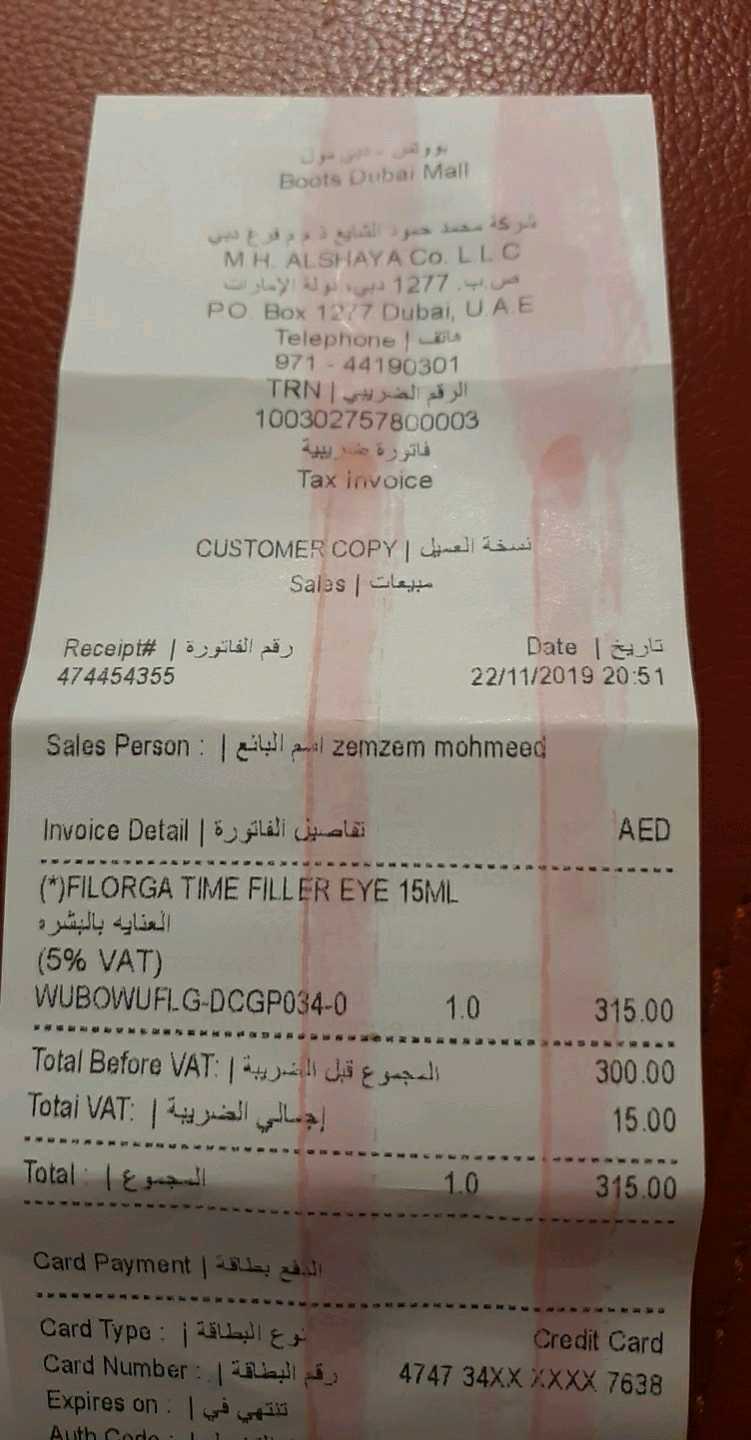 بووتس - دبي مول
Boots Dubai Mall
شركة محمد حمود الشايع ذ م م فرع دبي
M.H. ALSHAYA Co. L L C
ص.ب. 1277 دبي، دولة الإمارات
P.O. Box 1277 Dubai, U.A.E
Telephone | هاتف
971 - 44190301
TRN | الرقم الضريبي
100302757800003
فاتورة ضريبية
Tax Invoice
CUSTOMER COPY | نسخة العميل
Sales | مبيعات
Receipt# | رقم الفاتورة Date | تاريخ
474454355 22/11/2019 20:51
Sales Person : | اسم البائع zemzem mohmeed
Invoice Detail | تفاصيل الفاتورة AED
(*)FILORGA TIME FILLER EYE 15ML
العنايه بالبشره
(5% VAT)
WUBOWUFLG-DCGP034-0 1.0 315.00
Total Before VAT: | المجموع قبل الضريبة 300.00
Total VAT: | إجمالي الضريبة 15.00
Total : | المجموع 1.0 315.00
Card Payment | الدفع بطاقة
Card Type : | نوع البطاقة Credit Card
Card Number : | رقم البطاقة 4747 34XX XXXX 7638
Expires on : | تنتهي في
Auth Code :